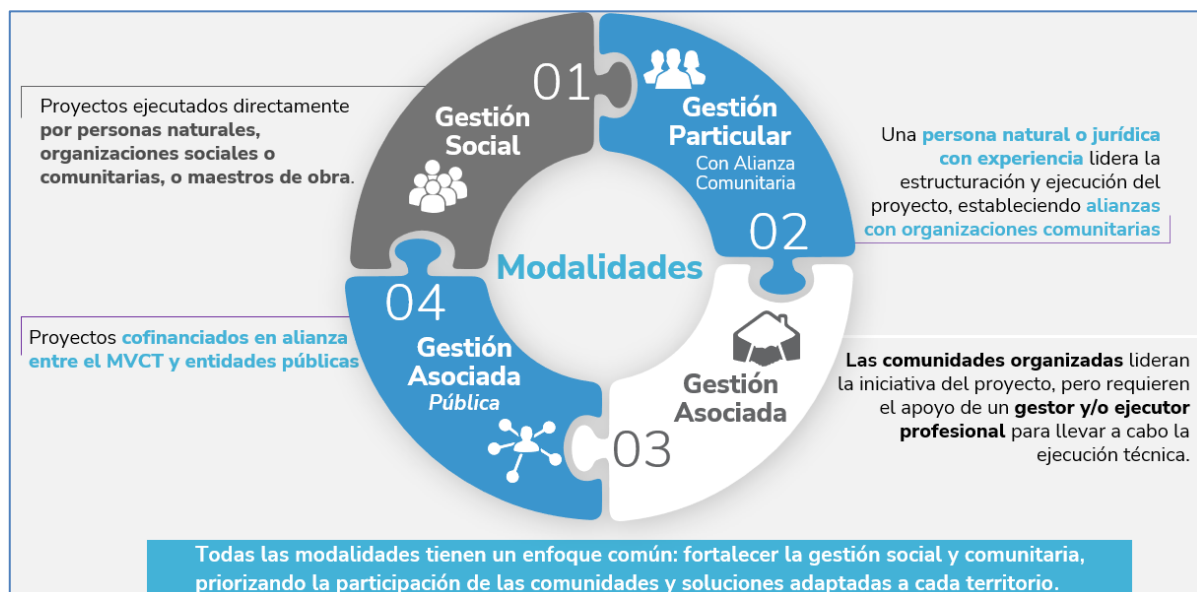 01
Gestión
Social
Proyectos ejecutados directamente
por personas naturales,
organizaciones sociales o
comunitarias, o maestros de obra.
Gestión
Particular
Con Alianza
Comunitaria
02
Una persona natural o jurídica
con experiencia lidera la
estructuración y ejecución del
proyecto, estableciendo alianzas
con organizaciones comunitarias
Modalidades
04
Gestión
Asociada
Pública
Proyectos cofinanciados en alianza
entre el MVCT y entidades públicas
Gestión
Asociada
03
Las comunidades organizadas lideran
la iniciativa del proyecto, pero requieren
el apoyo de un gestor y/o ejecutor
profesional para llevar a cabo la
ejecución técnica.
Todas las modalidades tienen un enfoque común: fortalecer la gestión social y comunitaria,
priorizando la participación de las comunidades y soluciones adaptadas a cada territorio.